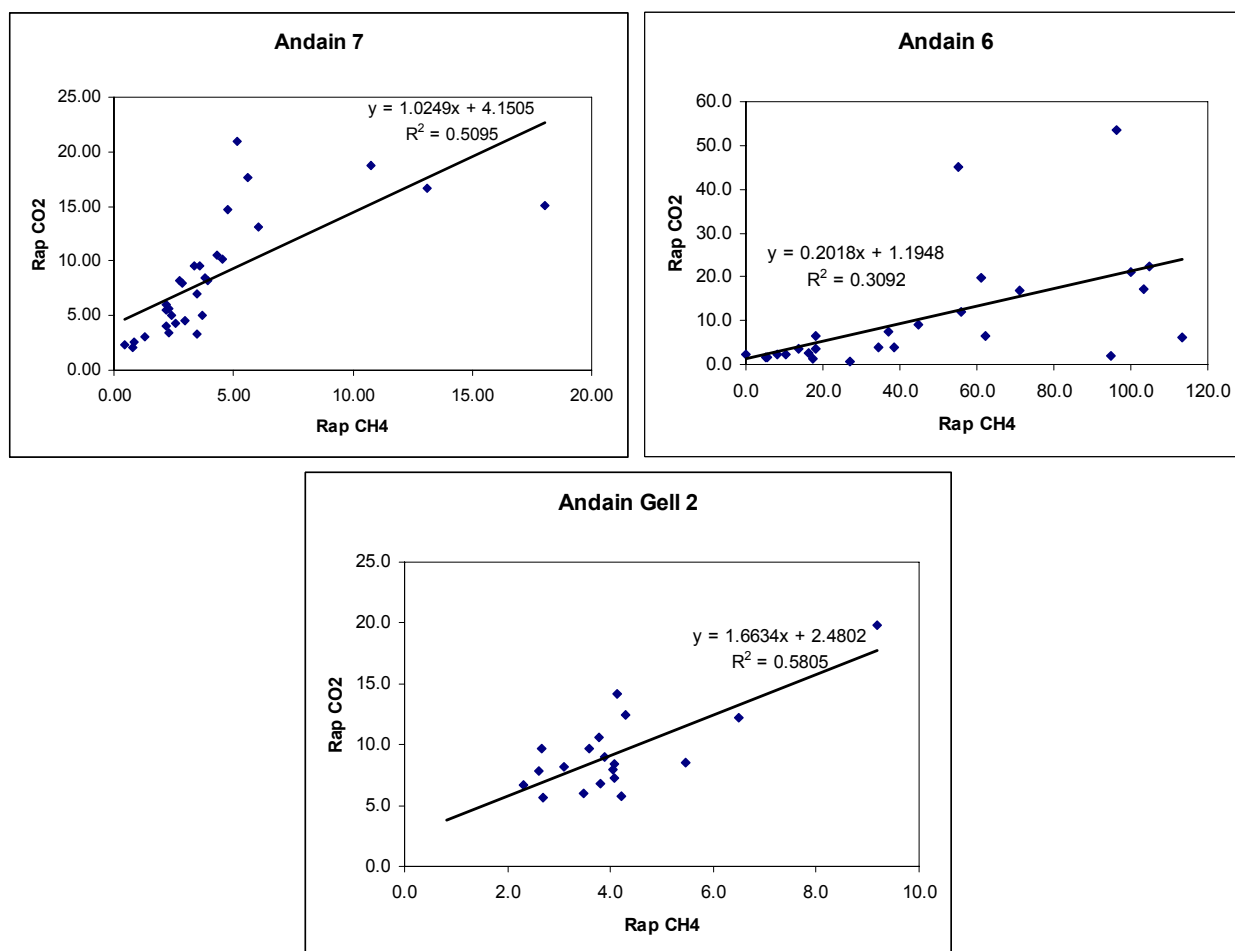 Andain 7
y = 1.0249x + 4.1505
R² = 0.5095
25.00
20.00
15.00
10.00
5.00
0.00
Rap CO2
0.00 5.00 10.00 15.00 20.00
Rap CH4
Andain 6
y = 0.2018x + 1.1948
R² = 0.3092
60.0
50.0
40.0
30.0
20.0
10.0
0.0
Rap CO2
0.0 20.0 40.0 60.0 80.0 100.0 120.0
Rap CH4
Andain Gell 2
y = 1.6634x + 2.4802
R² = 0.5805
25.0
20.0
15.0
10.0
5.0
0.0
Rap CO2
0.0 2.0 4.0 6.0 8.0 10.0
Rap CH4